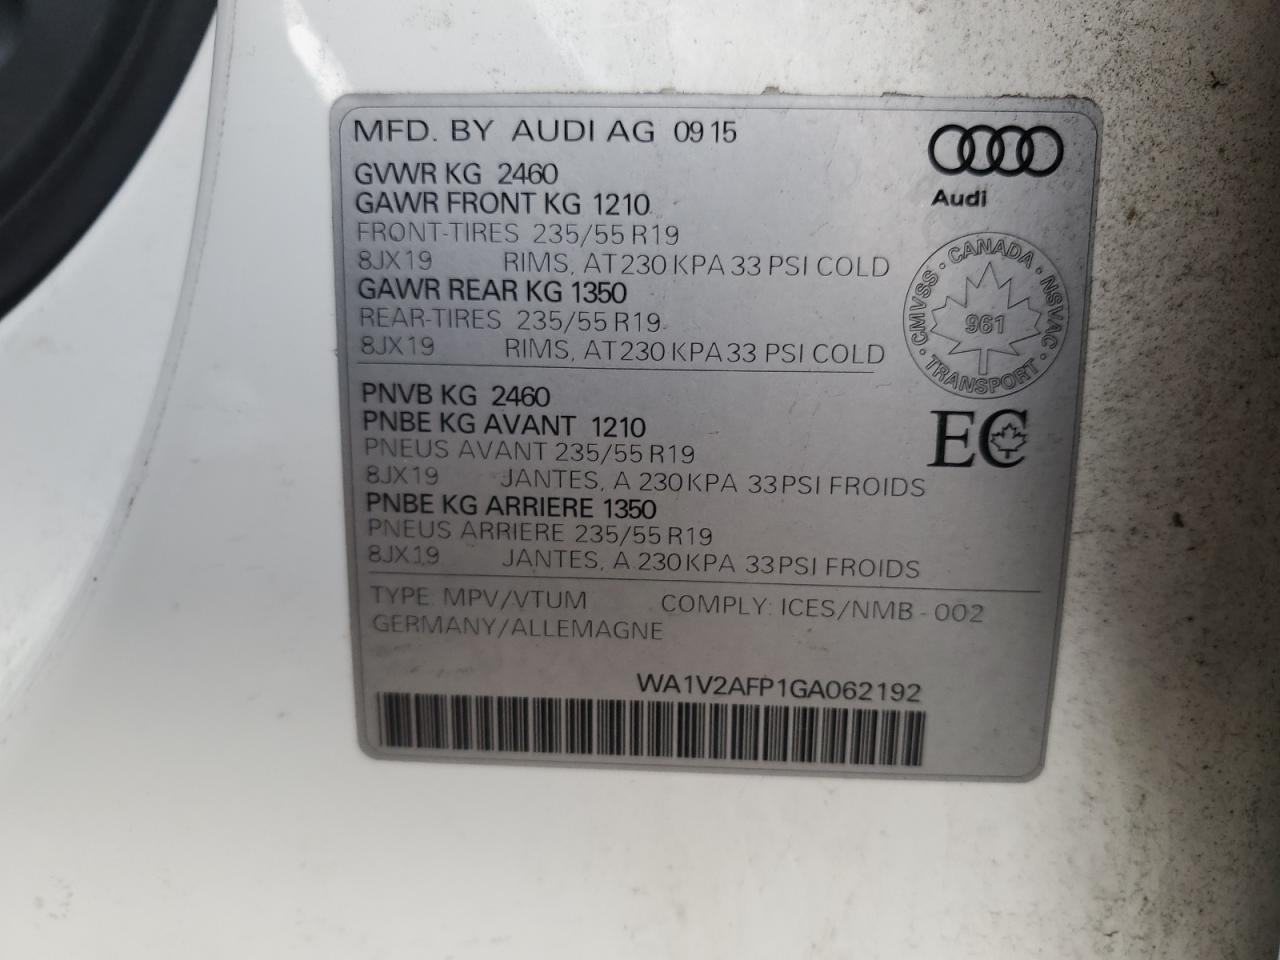 MFD. BY AUDI AG 0915
GVWR KG 2460
GAWR FRONT KG 1210
FRONT-TIRES 235/55 R19
8JX19 RIMS, AT 230 KPA 33 PSI COLD
GAWR REAR KG 1350
REAR-TIRES 235/55 R19
8JX19 RIMS, AT 230 KPA 33 PSI COLD
PNVB KG 2460
PNBE KG AVANT 1210
PNEUS AVANT 235/55 R19
8JX19 JANTES, A 230 KPA 33 PSI FROIDS
PNBE KG ARRIERE 1350
PNEUS ARRIERE 235/55 R19
8JX19 JANTES, A 230 KPA 33 PSI FROIDS
TYPE: MPV/VTUM COMPLY: ICES/NMB - 002
GERMANY/ALLEMAGNE
WA1V2AFP1GA062192
Audi
CMVSS · CANADA · NSVAC · TRANSPORT ·
961
EC